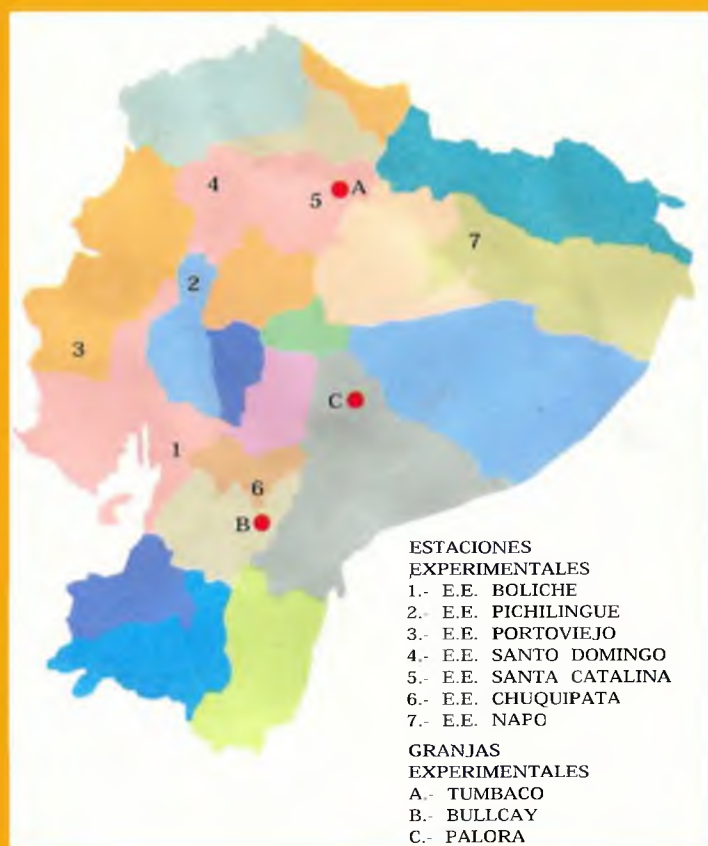 4
5
A
7
2
3
C
1
6
B
ESTACIONES
EXPERIMENTALES
1.- E.E. BOLICHE
2.- E.E. PICHILINGUE
3.- E.E. PORTOVIEJO
4.- E.E. SANTO DOMINGO
5.- E.E. SANTA CATALINA
6.- E.E. CHUQUIPATA
7.- E.E. NAPO
GRANJAS
EXPERIMENTALES
A.- TUMBACO
B.- BULLCAY
C.- PALORA